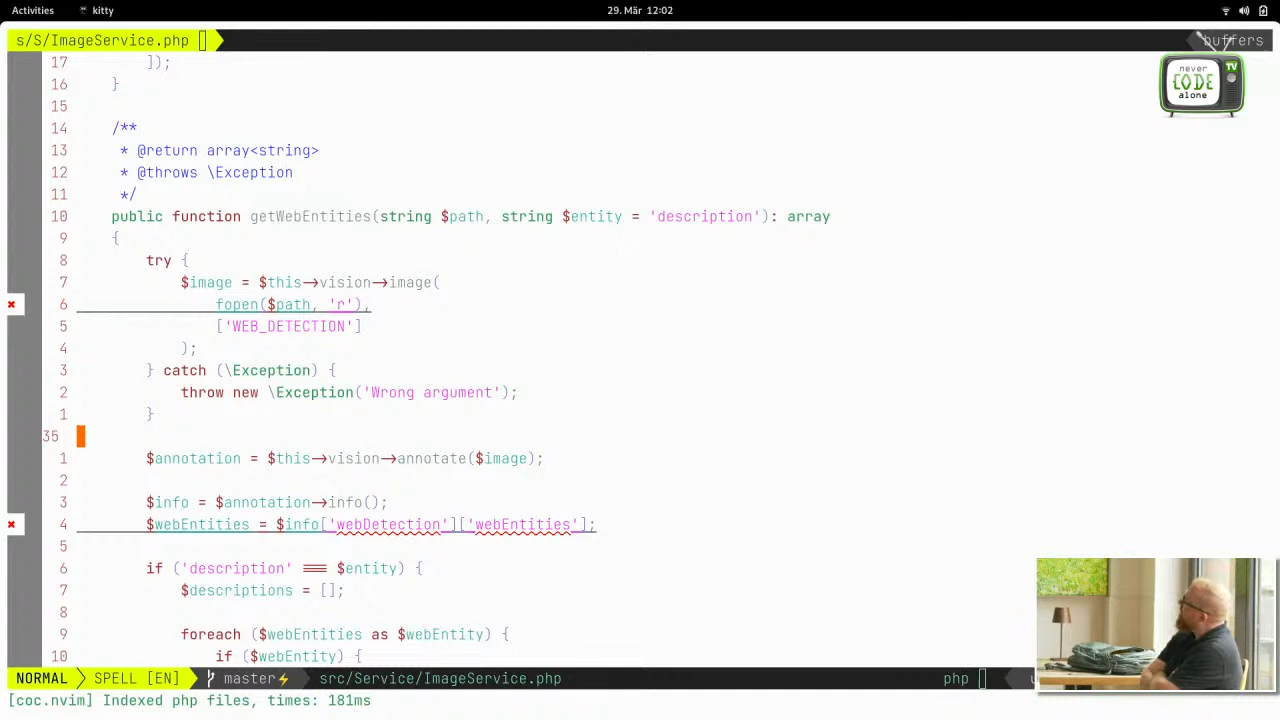 Activities kitty 29. Mär 12:02
s/S/ImageService.php buffers
never
CODE
alone
TV
17 ]);
16 }
15
14 /**
13 * @return array<string>
12 * @throws \Exception
11 */
10 public function getWebEntities(string $path, string $entity = 'description'): array
9 {
8 try {
7 $image = $this->vision->image(
6 fopen($path, 'r'),
5 ['WEB_DETECTION']
4 );
3 } catch (\Exception) {
2 throw new \Exception('Wrong argument');
1 }
35
1 $annotation = $this->vision->annotate($image);
2
3 $info = $annotation->info();
4 $webEntities = $info['webDetection']['webEntities'];
5
6 if ('description' === $entity) {
7 $descriptions = [];
8
9 foreach ($webEntities as $webEntity) {
10 if ($webEntity) {
NORMAL SPELL [EN] master⚡ src/Service/ImageService.php php
[coc.nvim] Indexed php files, times: 181ms